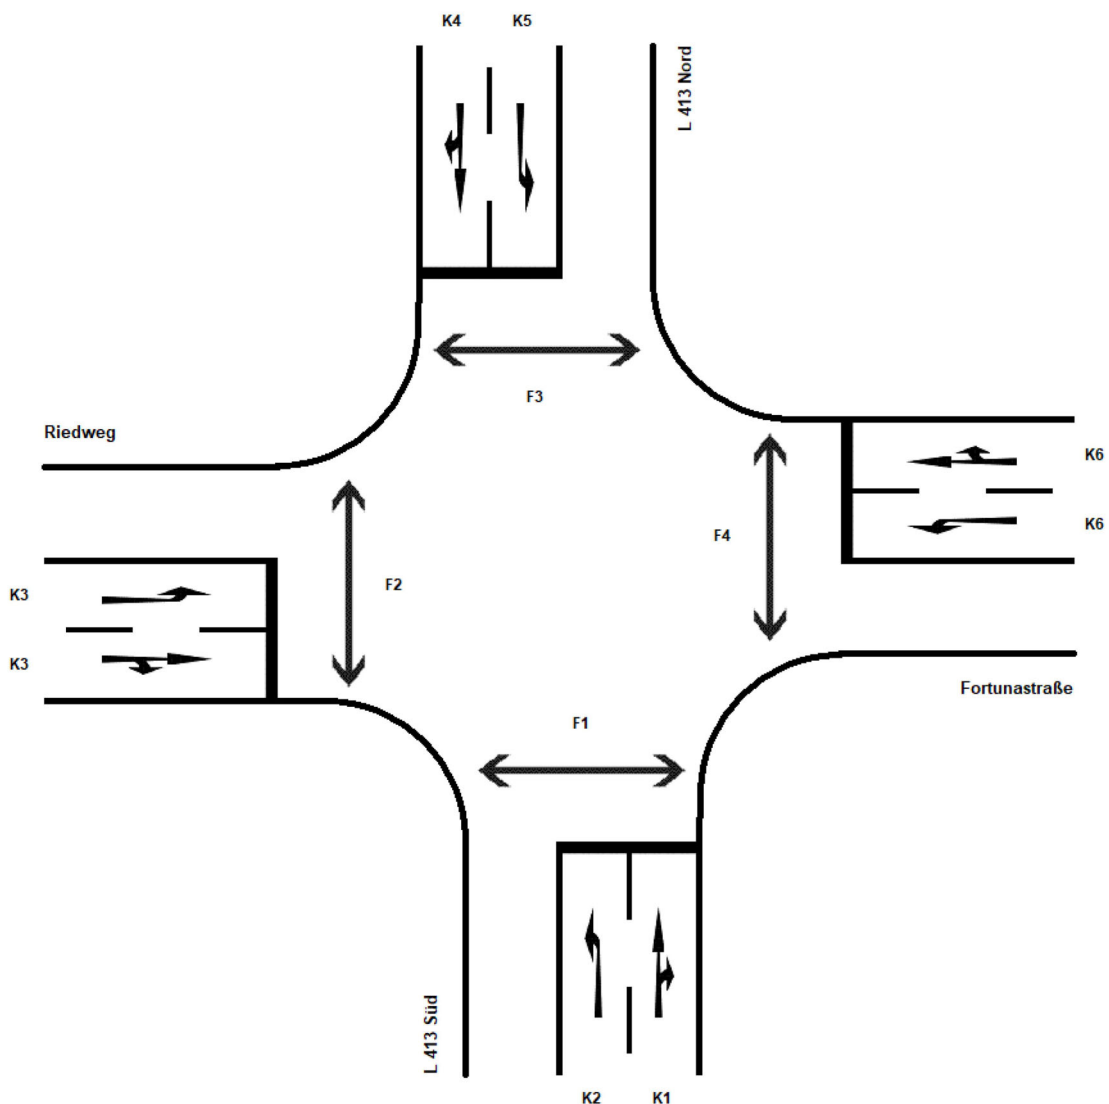 K4 K5
L 413 Nord
F3
Riedweg
K6
K6
F4
K3
F2
K3
Fortunastraße
F1
L 413 Süd
K2 K1